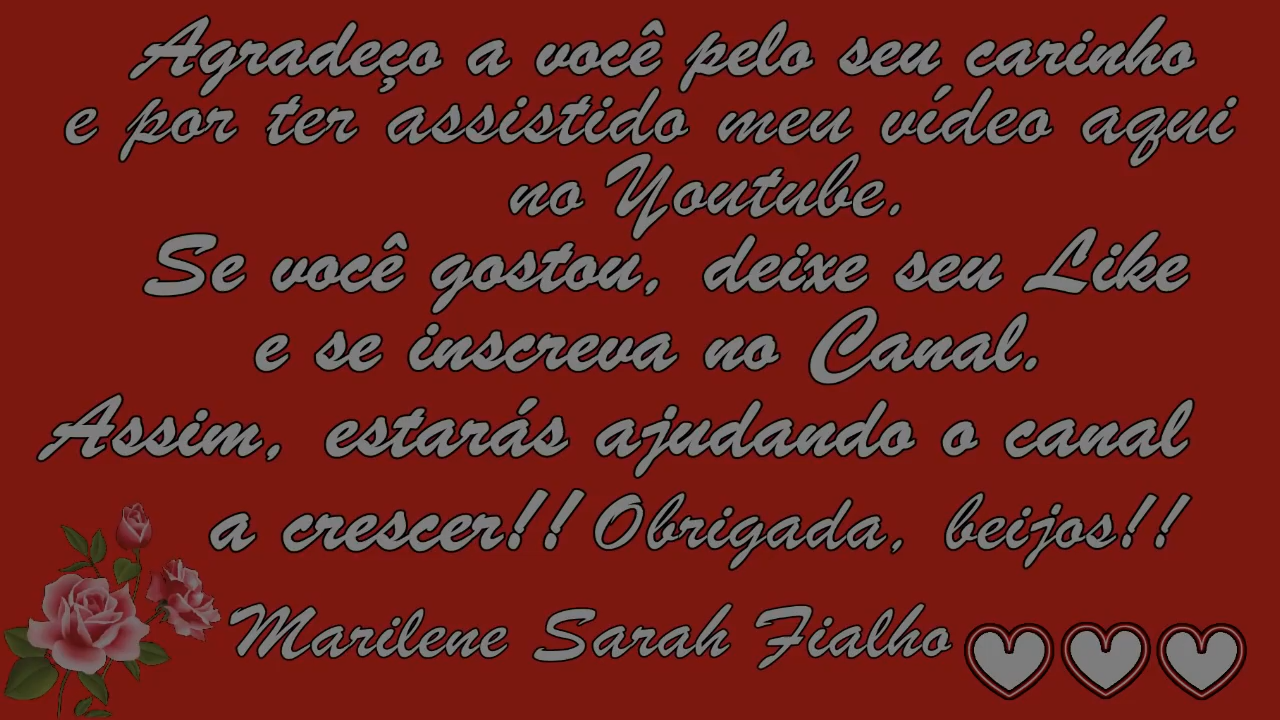 Agradeço a você pelo seu carinho
e por ter assistido meu vídeo aqui
no Youtube.
Se você gostou, deixe seu Like
e se inscreva no Canal.
Assim, estarás ajudando o canal
a crescer!! Obrigada, beijos!!
Marilene Sarah Fialho